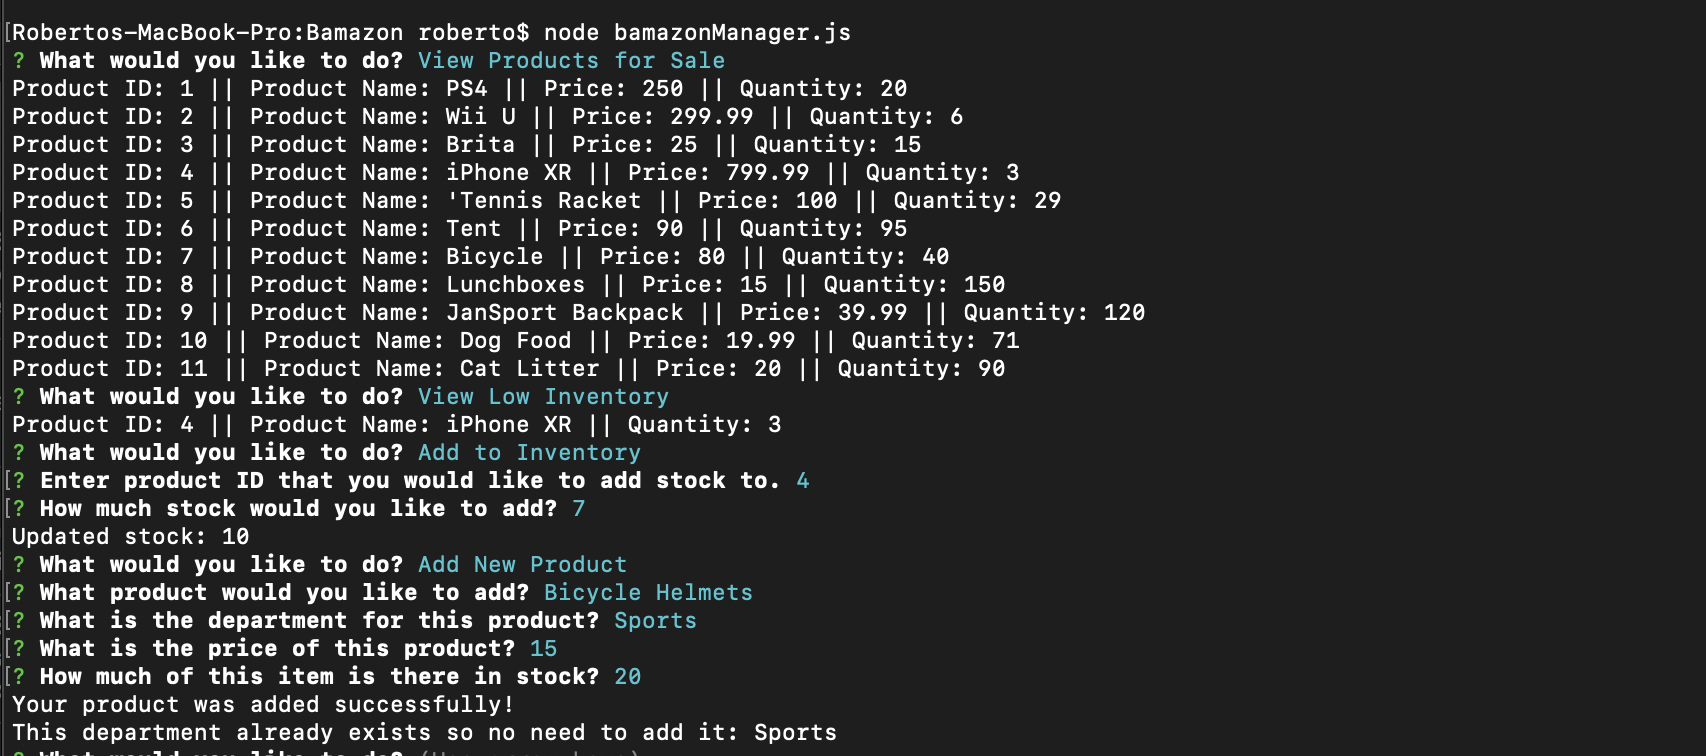 [Robertos-MacBook-Pro:Bamazon roberto$ node bamazonManager.js
? What would you like to do? View Products for Sale
Product ID: 1 || Product Name: PS4 || Price: 250 || Quantity: 20
Product ID: 2 || Product Name: Wii U || Price: 299.99 || Quantity: 6
Product ID: 3 || Product Name: Brita || Price: 25 || Quantity: 15
Product ID: 4 || Product Name: iPhone XR || Price: 799.99 || Quantity: 3
Product ID: 5 || Product Name: 'Tennis Racket || Price: 100 || Quantity: 29
Product ID: 6 || Product Name: Tent || Price: 90 || Quantity: 95
Product ID: 7 || Product Name: Bicycle || Price: 80 || Quantity: 40
Product ID: 8 || Product Name: Lunchboxes || Price: 15 || Quantity: 150
Product ID: 9 || Product Name: JanSport Backpack || Price: 39.99 || Quantity: 120
Product ID: 10 || Product Name: Dog Food || Price: 19.99 || Quantity: 71
Product ID: 11 || Product Name: Cat Litter || Price: 20 || Quantity: 90
? What would you like to do? View Low Inventory
Product ID: 4 || Product Name: iPhone XR || Quantity: 3
? What would you like to do? Add to Inventory
[? Enter product ID that you would like to add stock to. 4
[? How much stock would you like to add? 7
Updated stock: 10
? What would you like to do? Add New Product
[? What product would you like to add? Bicycle Helmets
[? What is the department for this product? Sports
[? What is the price of this product? 15
[? How much of this item is there in stock? 20
Your product was added successfully!
This department already exists so no need to add it: Sports
? What would you like to do?